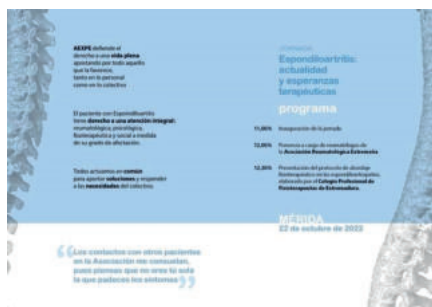 AEXPE defiende el
derecho a una vida plena
apostando por todo aquello
que la favorece,
tanto en lo personal
como en lo colectivo
El paciente con Espondiloartritis
tiene derecho a una atención integral:
reumatológica, psicológica,
fisioterapéutica y social a medida
de su grado de afectación.
Todos actuamos en común
para aportar soluciones y responder
a las necesidades del colectivo.
“Los contactos con otros pacientes
en la Asociación me consuelan,
pues piensas que no eres tú sola
la que padeces los síntomas”
JORNADA
Espondiloartritis:
actualidad
y esperanzas
terapéuticas
programa
11,00h Inauguración de la jornada
12,00h Ponencia a cargo de reumatólogos de
la Asociación Reumatológica Extremeña
12,30h Presentación del protocolo de abordaje
fisioterapéutico en las espondiloartropatías,
elaborado por el Colegio Profesional de
Fisioterapeutas de Extremadura.
MÉRIDA
22 de octubre de 2022